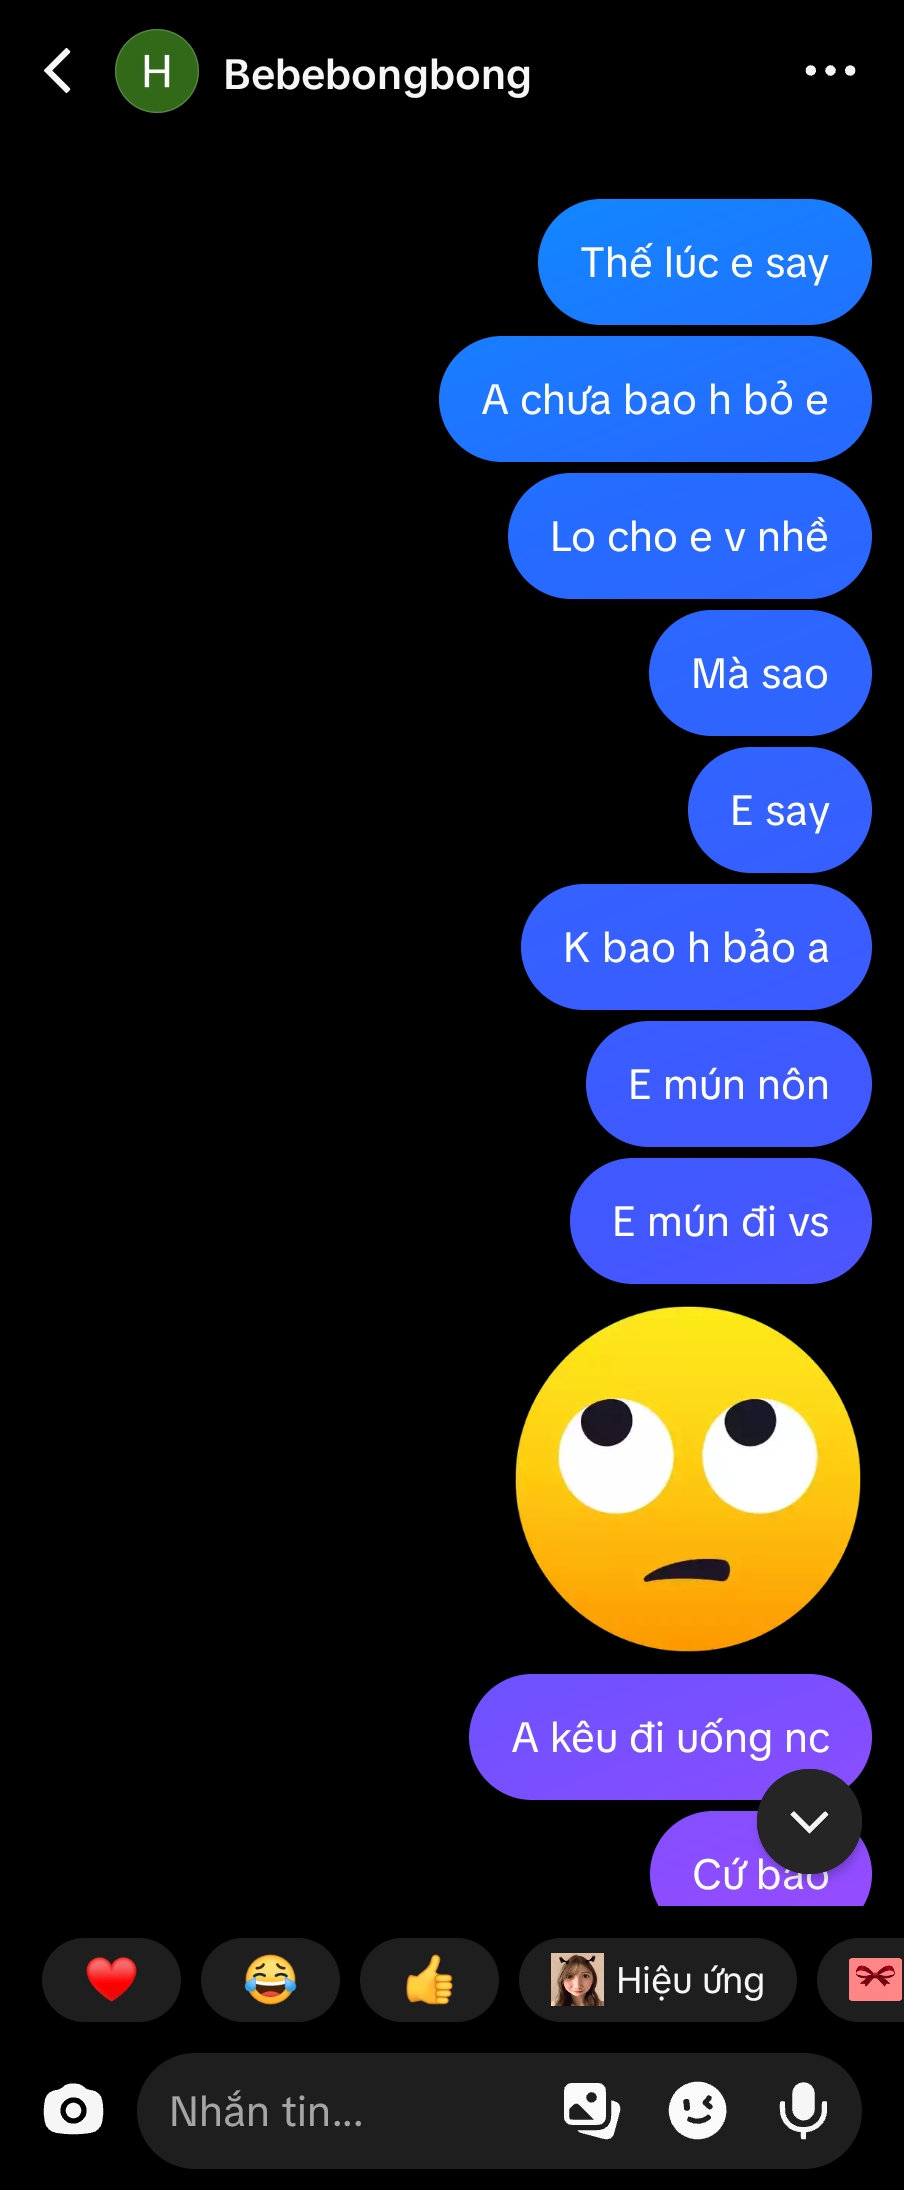 H
Bebebongbong
Thế lúc e say
A chưa bao h bỏ e
Lo cho e v nhề
Mà sao
E say
K bao h bảo a
E mún nôn
E mún đi vs
A kêu đi uống nc
Cứ bảo
Hiệu ứng
Nhắn tin...